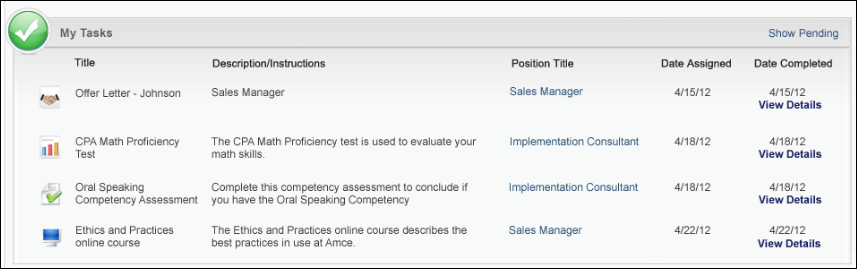 My Tasks Show Pending
Title Description/Instructions Position Title Date Assigned Date Completed
Offer Letter - Johnson Sales Manager Sales Manager 4/15/12 4/15/12
View Details
CPA Math Proficiency The CPA Math Proficiency test is used to evaluate your Implementation Consultant 4/18/12 4/18/12
Test math skills. View Details
Oral Speaking Complete this competency assessment to conclude if Implementation Consultant 4/18/12 4/18/12
Competency Assessment you have the Oral Speaking Competency View Details
Ethics and Practices The Ethics and Practices online course describes the Sales Manager 4/22/12 4/22/12
online course best practices in use at Amce. View Details